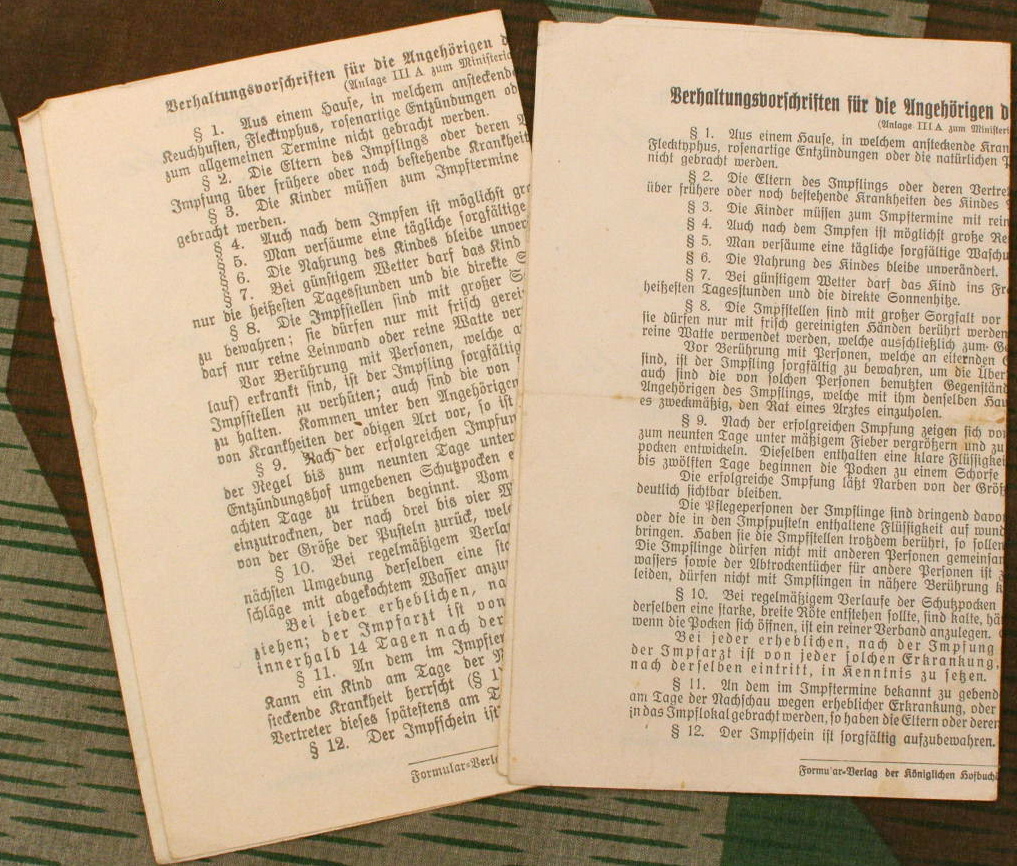 Verhaltungsvorschriften für die Angehörigen d
(Anlage III A zum Ministeria
§ 1. Aus einem Hause, in welchem ansteckende
Keuchhusten, Flecktyphus, rosenartige Entzündungen od
zum allgemeinen Termine nicht gebracht werden.
§ 2. Die Eltern des Impflings oder deren
Impfung über frühere oder noch bestehende Krankheit
§ 3. Die Kinder müssen zum Impftermine
gebracht werden.
§ 4. Auch nach dem Impfen ist möglichst gr
§ 5. Man versäume eine tägliche sorgfältige
§ 6. Die Nahrung des Kindes bleibe unver
§ 7. Bei günstigem Wetter darf das Kind
nur die heißesten Tagesstunden und die direkte S
§ 8. Die Impfstellen sind mit großer S
zu bewahren; sie dürfen nur mit frisch gerei
darf nur reine Leinwand oder reine Watte ver
Vor Berührung mit Personen, welche a
lauf) erkrankt sind, ist der Impfling sorgfältig
Impfstellen zu verhüten; auch sind die von
zu halten. Kommen unter den Angehörigen
von Krankheiten der obigen Art vor, so ist
§ 9. Nach der erfolgreichen Impfun
der Regel bis zum neunten Tage unter
Entzündungshof umgebenen Schutzpocken e
achten Tage zu trüben beginnt. Vom
einzutrocknen, der nach drei bis vier W
von der Größe der Pusteln zurück, wel
§ 10. Bei regelmäßigem Verla
nächsten Umgebung derselben eine st
schläge mit abgekochtem Wasser anzu
Bei jeder erheblichen, na
ziehen; der Impfarzt ist von
innerhalb 14 Tagen nach der
§ 11. An dem im Impfter
Kann ein Kind am Tage der N
steckende Krankheit herrscht (§ 1
Vertreter dieses spätestens am T
§ 12. Der Impfschein ist
Formular-Verl
Verhaltungsvorschriften für die Angehörigen d
(Anlage III A zum Ministeri
§ 1. Aus einem Hause, in welchem ansteckende Kran
Flecktyphus, rosenartige Entzündungen oder die natürlichen P
nicht gebracht werden.
§ 2. Die Eltern des Impflings oder deren Vertre
über frühere oder noch bestehende Krankheiten des Kindes
§ 3. Die Kinder müssen zum Impftermine mit rein
§ 4. Auch nach dem Impfen ist möglichst große Re
§ 5. Man versäume eine tägliche sorgfältige Waschu
§ 6. Die Nahrung des Kindes bleibe unverändert.
§ 7. Bei günstigem Wetter darf das Kind ins Fr
heißesten Tagesstunden und die direkte Sonnenhitze.
§ 8. Die Impfstellen sind mit großer Sorgfalt vor
sie dürfen nur mit frisch gereinigten Händen berührt werden
reine Watte verwendet werden, welche ausschließlich zum Ge
Vor Berührung mit Personen, welche an eiternden G
sind, ist der Impfling sorgfältig zu bewahren, um die Über
auch sind die von solchen Personen benutzten Gegenständ
Angehörigen des Impflings, welche mit ihm denselben Hau
es zweckmäßig, den Rat eines Arztes einzuholen.
§ 9. Nach der erfolgreichen Impfung zeigen sich vo
zum neunten Tage unter mäßigem Fieber vergrößern und zu
pocken entwickeln. Dieselben enthalten eine klare Flüssigkei
bis zwölften Tage beginnen die Pocken zu einem Schorfe
Die erfolgreiche Impfung läßt Narben von der Größ
deutlich sichtbar bleiben.
Die Pflegepersonen der Impflinge sind dringend davo
oder die in den Impfpusteln enthaltene Flüssigkeit auf wund
bringen. Haben sie die Impfstellen trotzdem berührt, so sollen
Die Impflinge dürfen nicht mit anderen Personen gemeinsam
wassers sowie der Abtrockentücher für andere Personen ist z
leiden, dürfen nicht mit Impflingen in nähere Berührung k
§ 10. Bei regelmäßigem Verlaufe der Schutzpocken
derselben eine starke, breite Röte entstehen sollte, sind kalte, hä
wenn die Pocken sich öffnen, ist ein reiner Verband anzulegen.
Bei jeder erheblichen, nach der Impfung
der Impfarzt ist von jeder solchen Erkrankung,
nach derselben eintritt, in Kenntnis zu setzen.
§ 11. An dem im Impftermine bekannt zu gebend
am Tage der Nachschau wegen erheblicher Erkrankung, oder
in das Impflokal gebracht werden, so haben die Eltern oder deren
§ 12. Der Impfschein ist sorgfältig aufzubewahren.
Formular-Verlag der Königlichen Hofbuch